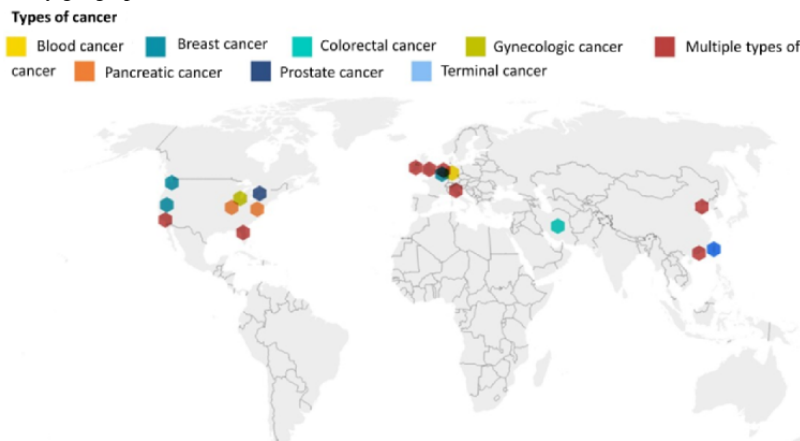 Types of cancer
Blood cancer Breast cancer Colorectal cancer Gynecologic cancer Multiple types of
cancer Pancreatic cancer Prostate cancer Terminal cancer